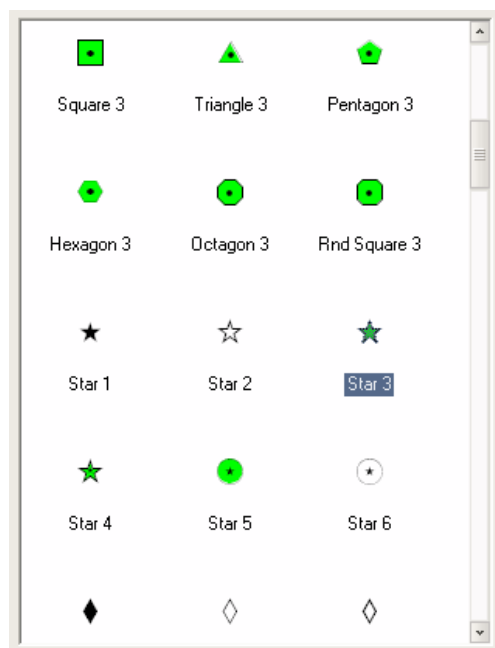 Square 3 Triangle 3 Pentagon 3
Hexagon 3 Octagon 3 Rnd Square 3
Star 1 Star 2 Star 3
Star 4 Star 5 Star 6